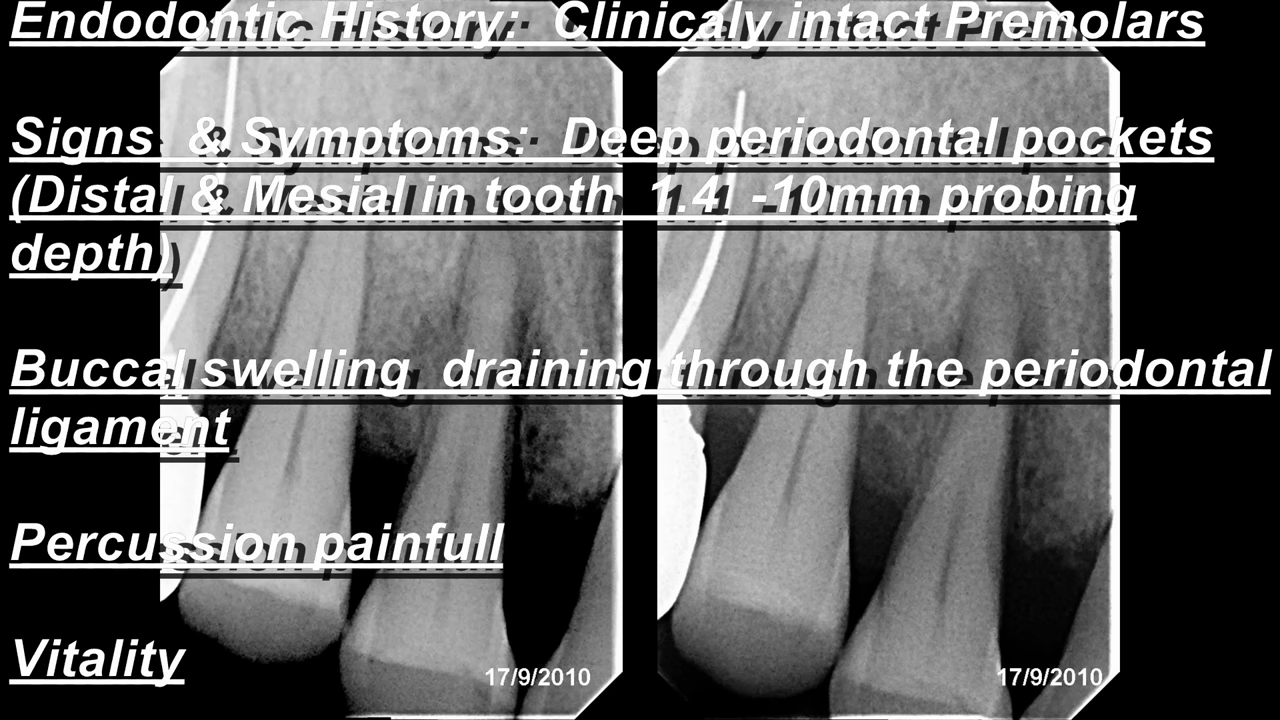 Endodontic History: Clinicaly intact Premolars
Signs & Symptoms: Deep periodontal pockets
(Distal & Mesial in tooth 1.4 -10mm probing
depth)
Buccal swelling draining through the periodontal
ligament
Percussion painfull
Vitality
17/9/2010 17/9/2010